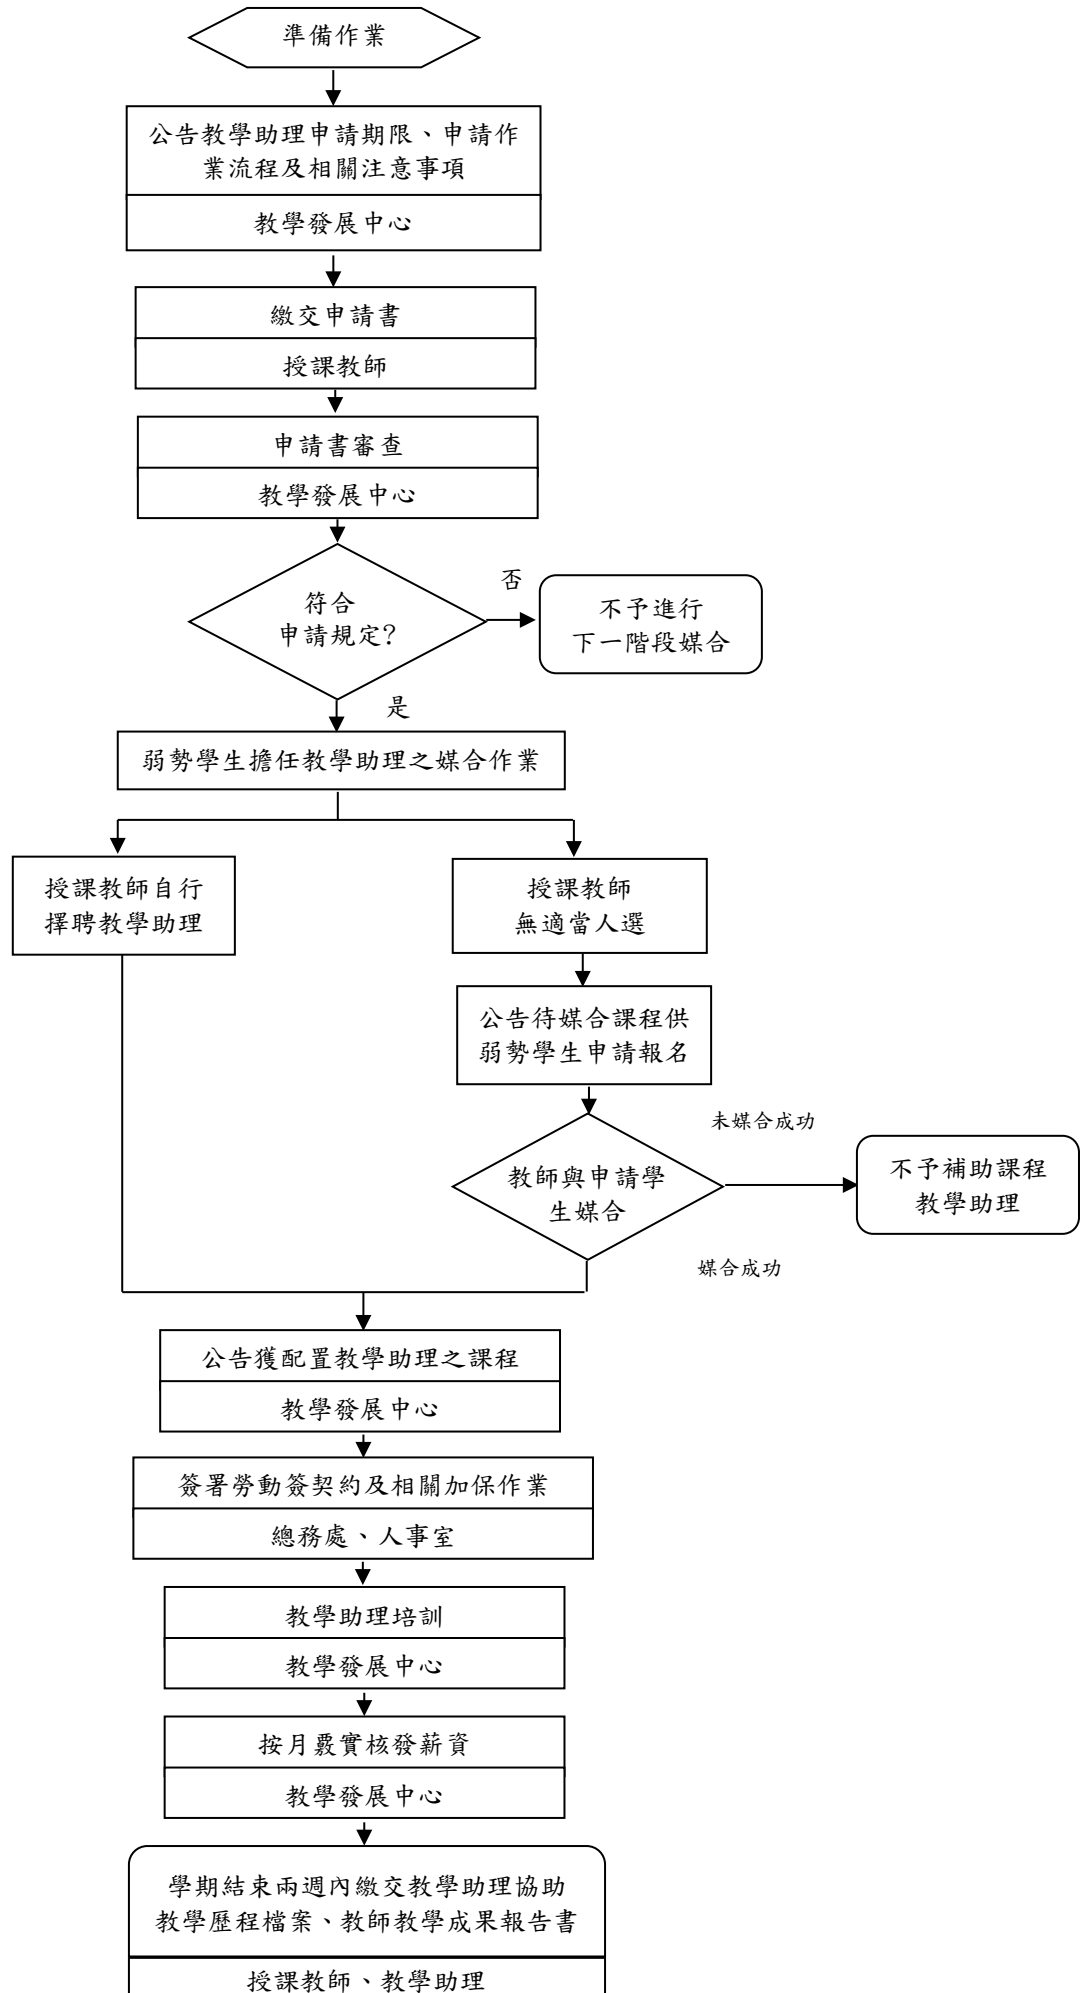 準備作業
公告教學助理申請期限、申請作
業流程及相關注意事項
教學發展中心
繳交申請書
授課教師
申請書審查
教學發展中心
符合
申請規定?
否
不予進行
下一階段媒合
是
弱勢學生擔任教學助理之媒合作業
授課教師自行
擇聘教學助理
授課教師
無適當人選
公告待媒合課程供
弱勢學生申請報名
教師與申請學
生媒合
未媒合成功
不予補助課程
教學助理
媒合成功
公告獲配置教學助理之課程
教學發展中心
簽署勞動簽契約及相關加保作業
總務處、人事室
教學助理培訓
教學發展中心
按月覈實核發薪資
教學發展中心
學期結束兩週內繳交教學助理協助
教學歷程檔案、教師教學成果報告書
授課教師、教學助理